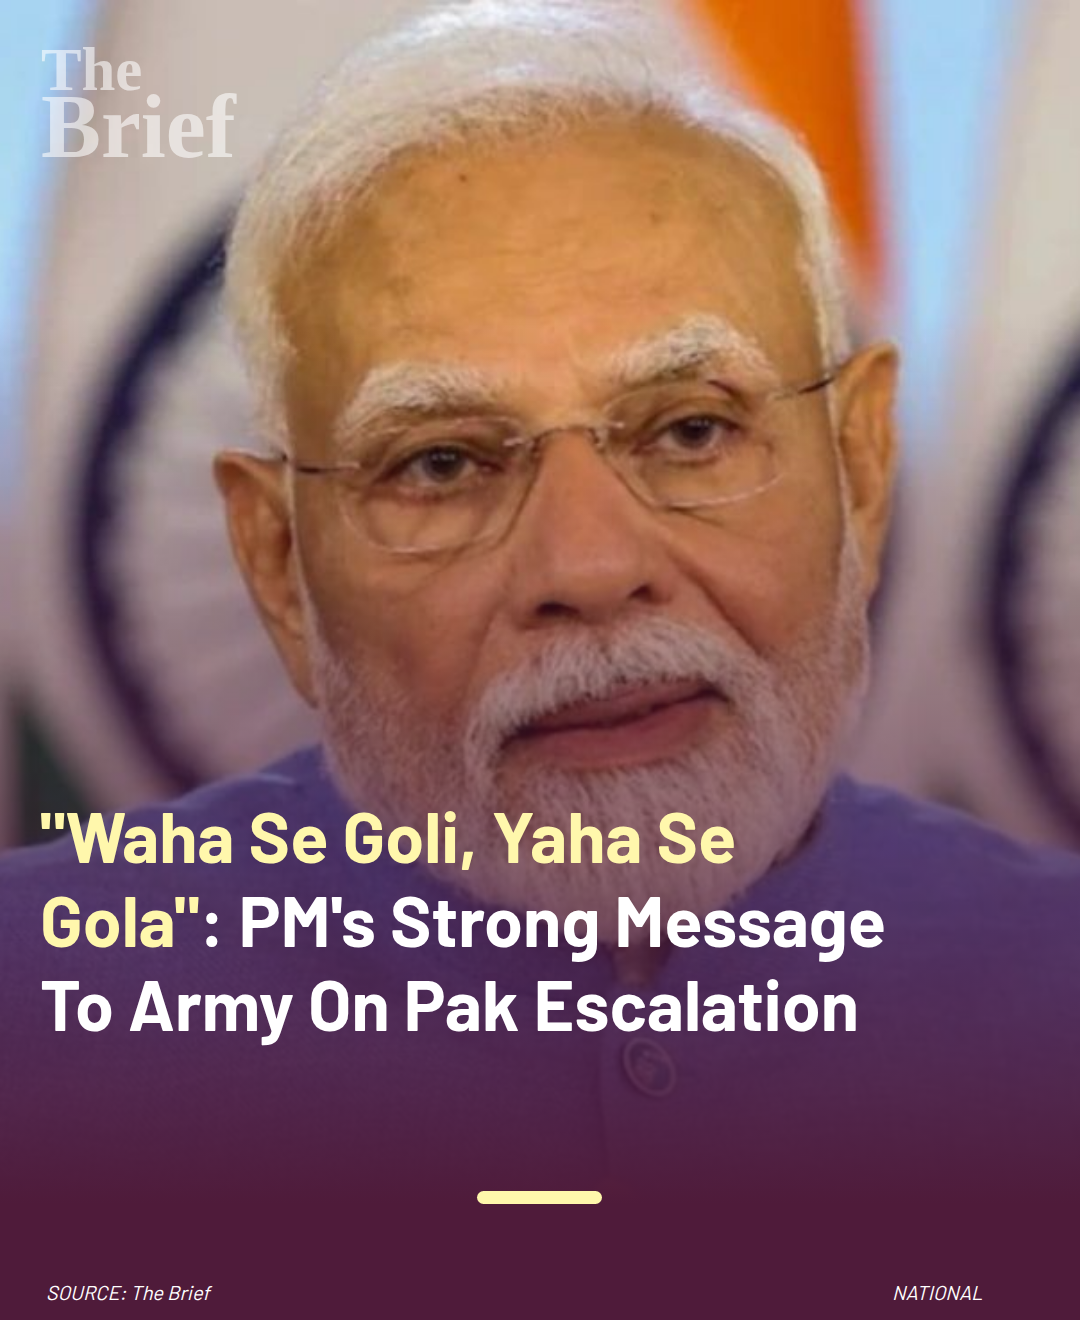 The
Brief
"Waha Se Goli, Yaha Se
Gola": PM's Strong Message
To Army On Pak Escalation
SOURCE: The Brief
NATIONAL